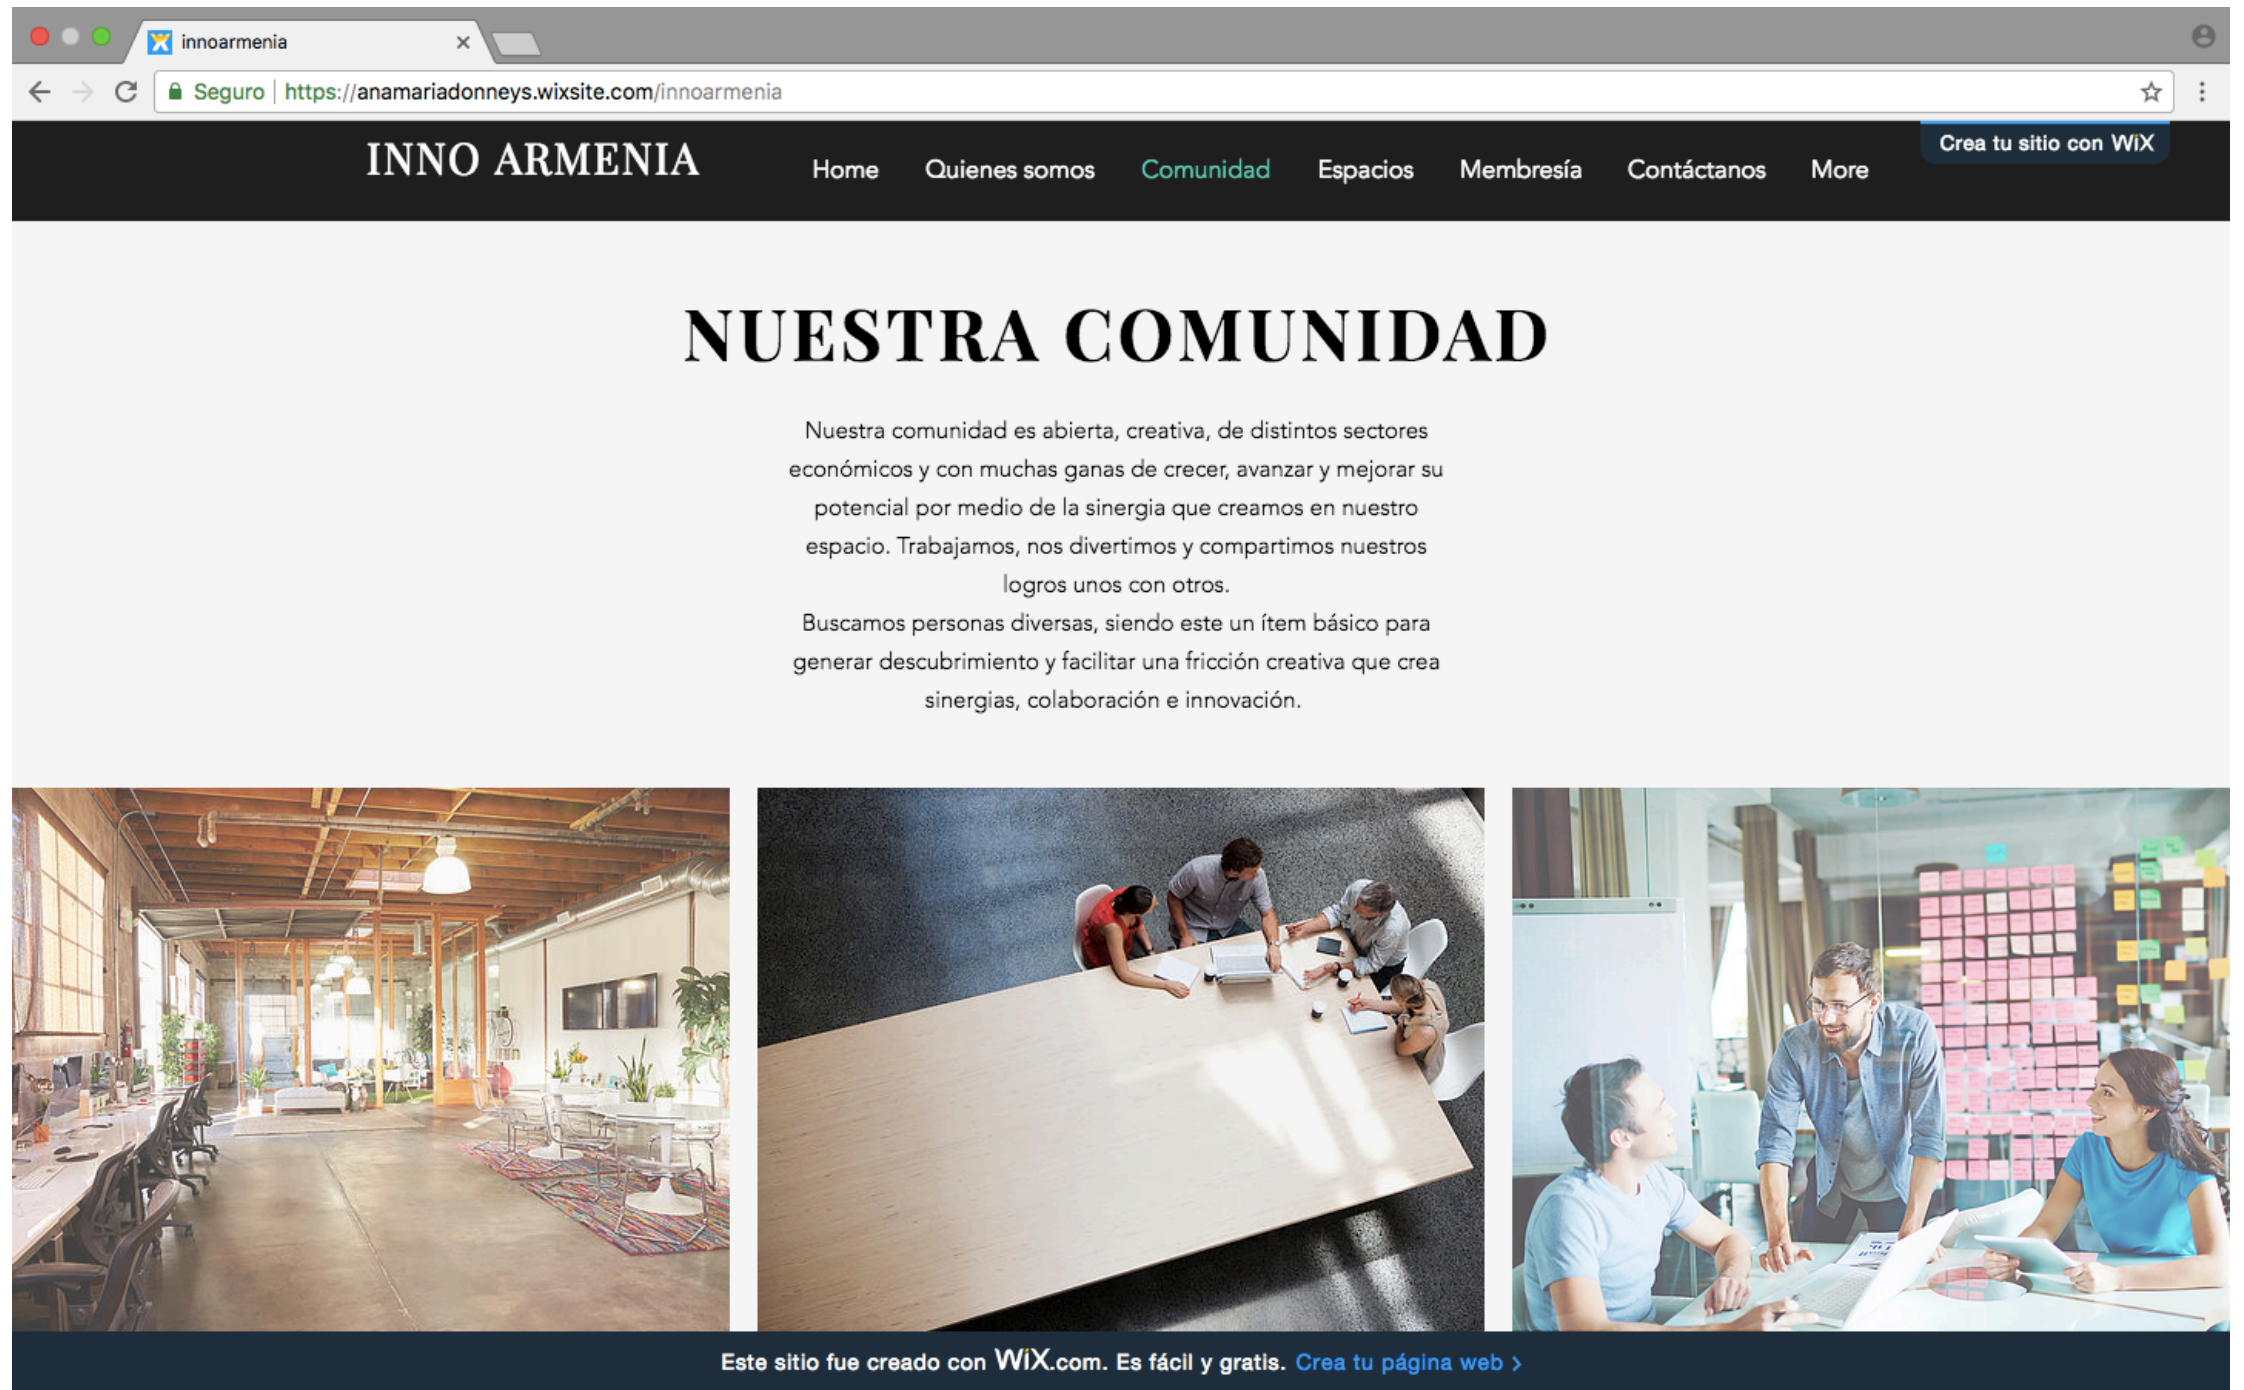 innoarmenia
Seguro https://anamariadonneys.wixsite.com/innoarmenia
INNO ARMENIA
Home Quienes somos Comunidad Espacios Membresía Contáctanos More
Crea tu sitio con WiX
NUESTRA COMUNIDAD
Nuestra comunidad es abierta, creativa, de distintos sectores
económicos y con muchas ganas de crecer, avanzar y mejorar su
potencial por medio de la sinergia que creamos en nuestro
espacio. Trabajamos, nos divertimos y compartimos nuestros
logros unos con otros.
Buscamos personas diversas, siendo este un ítem básico para
generar descubrimiento y facilitar una fricción creativa que crea
sinergias, colaboración e innovación.
Este sitio fue creado con WiX.com. Es fácil y gratis. Crea tu página web >